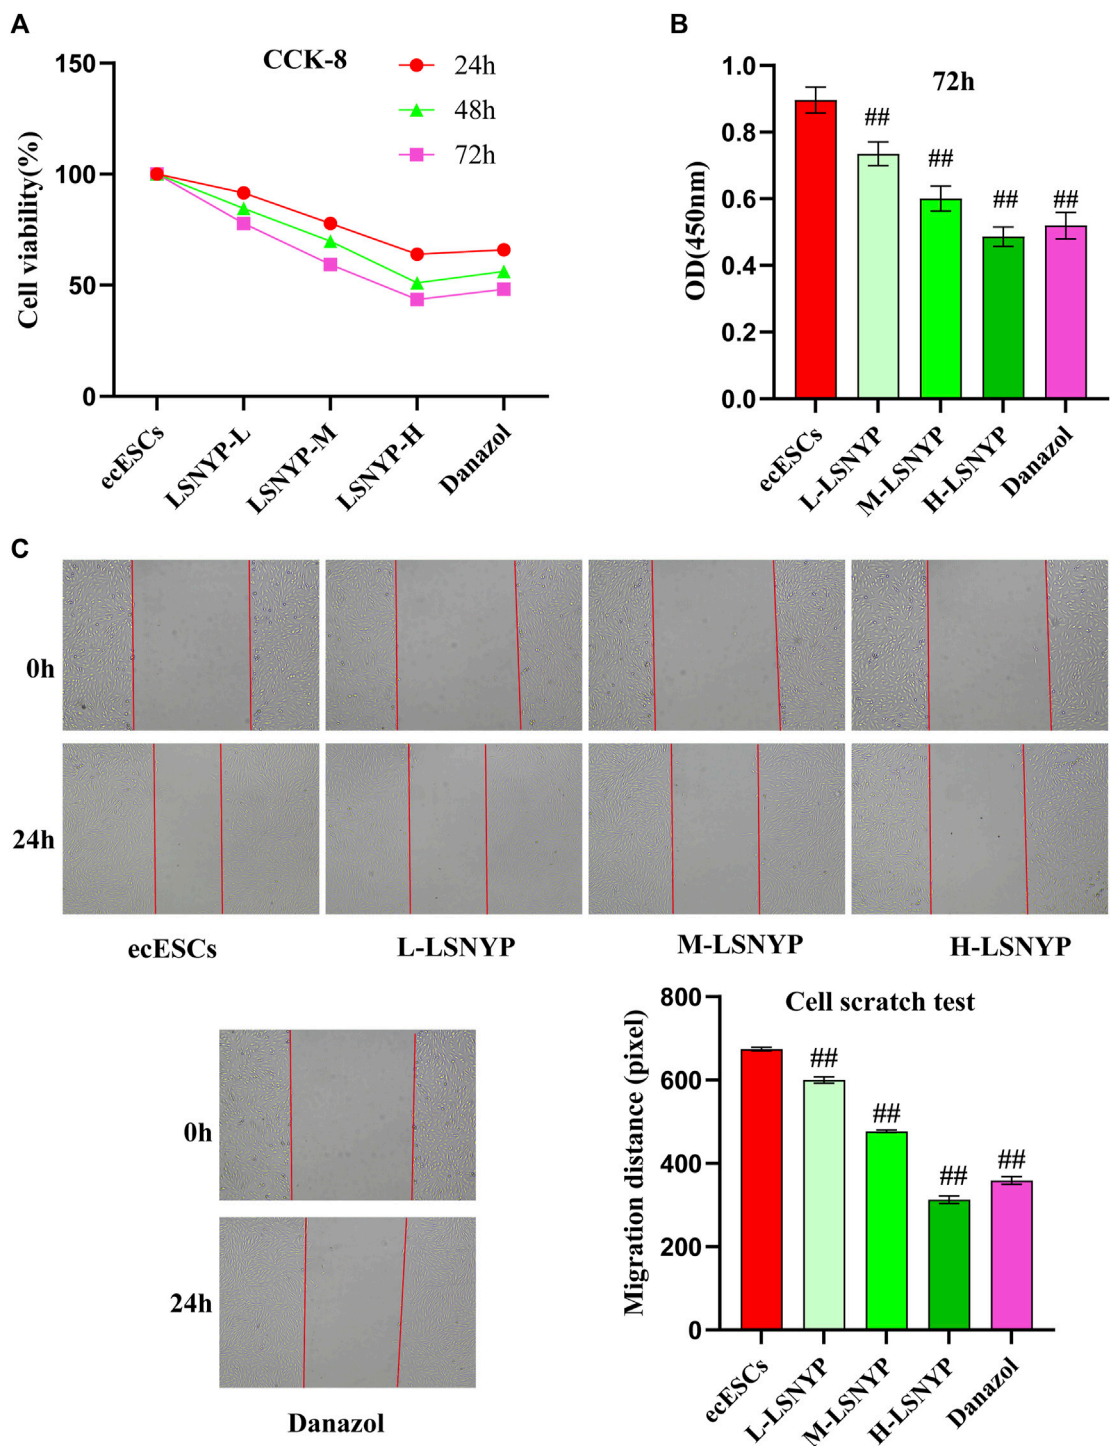 A
CCK-8
24h
48h
72h
150
100
50
0
Cell viability(%)
ecESCs
LSNYP-L
LSNYP-M
LSNYP-H
Danazol
B
72h
1.0
0.8
0.6
0.4
0.2
0.0
OD(450nm)
##
##
##
##
ecESCs
L-LSNYP
M-LSNYP
H-LSNYP
Danazol
C
0h
24h
ecESCs
L-LSNYP
M-LSNYP
H-LSNYP
0h
24h
Danazol
Cell scratch test
800
600
400
200
0
Migration distance (pixel)
##
##
##
##
ecESCs
L-LSNYP
M-LSNYP
H-LSNYP
Danazol